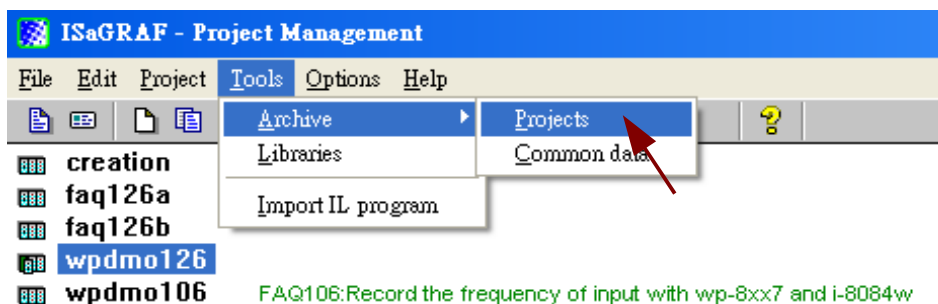 ISaGRAF - Project Management
File Edit Project Tools Options Help
Archive Projects
Libraries Common data
Import IL program
creation
faq126a
faq126b
wpdmo126
wpdmo106 FAQ106:Record the frequency of input with wp-8xx7 and i-8084w